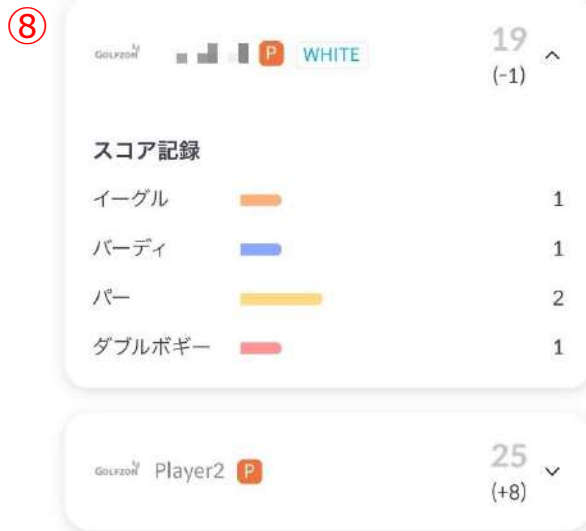 ⑧
GOLFZON P WHITE 19
(-1)
スコア記録
イーグル 1
バーディ 1
パー 2
ダブルボギー 1
GOLFZON Player2 P 25
(+8)